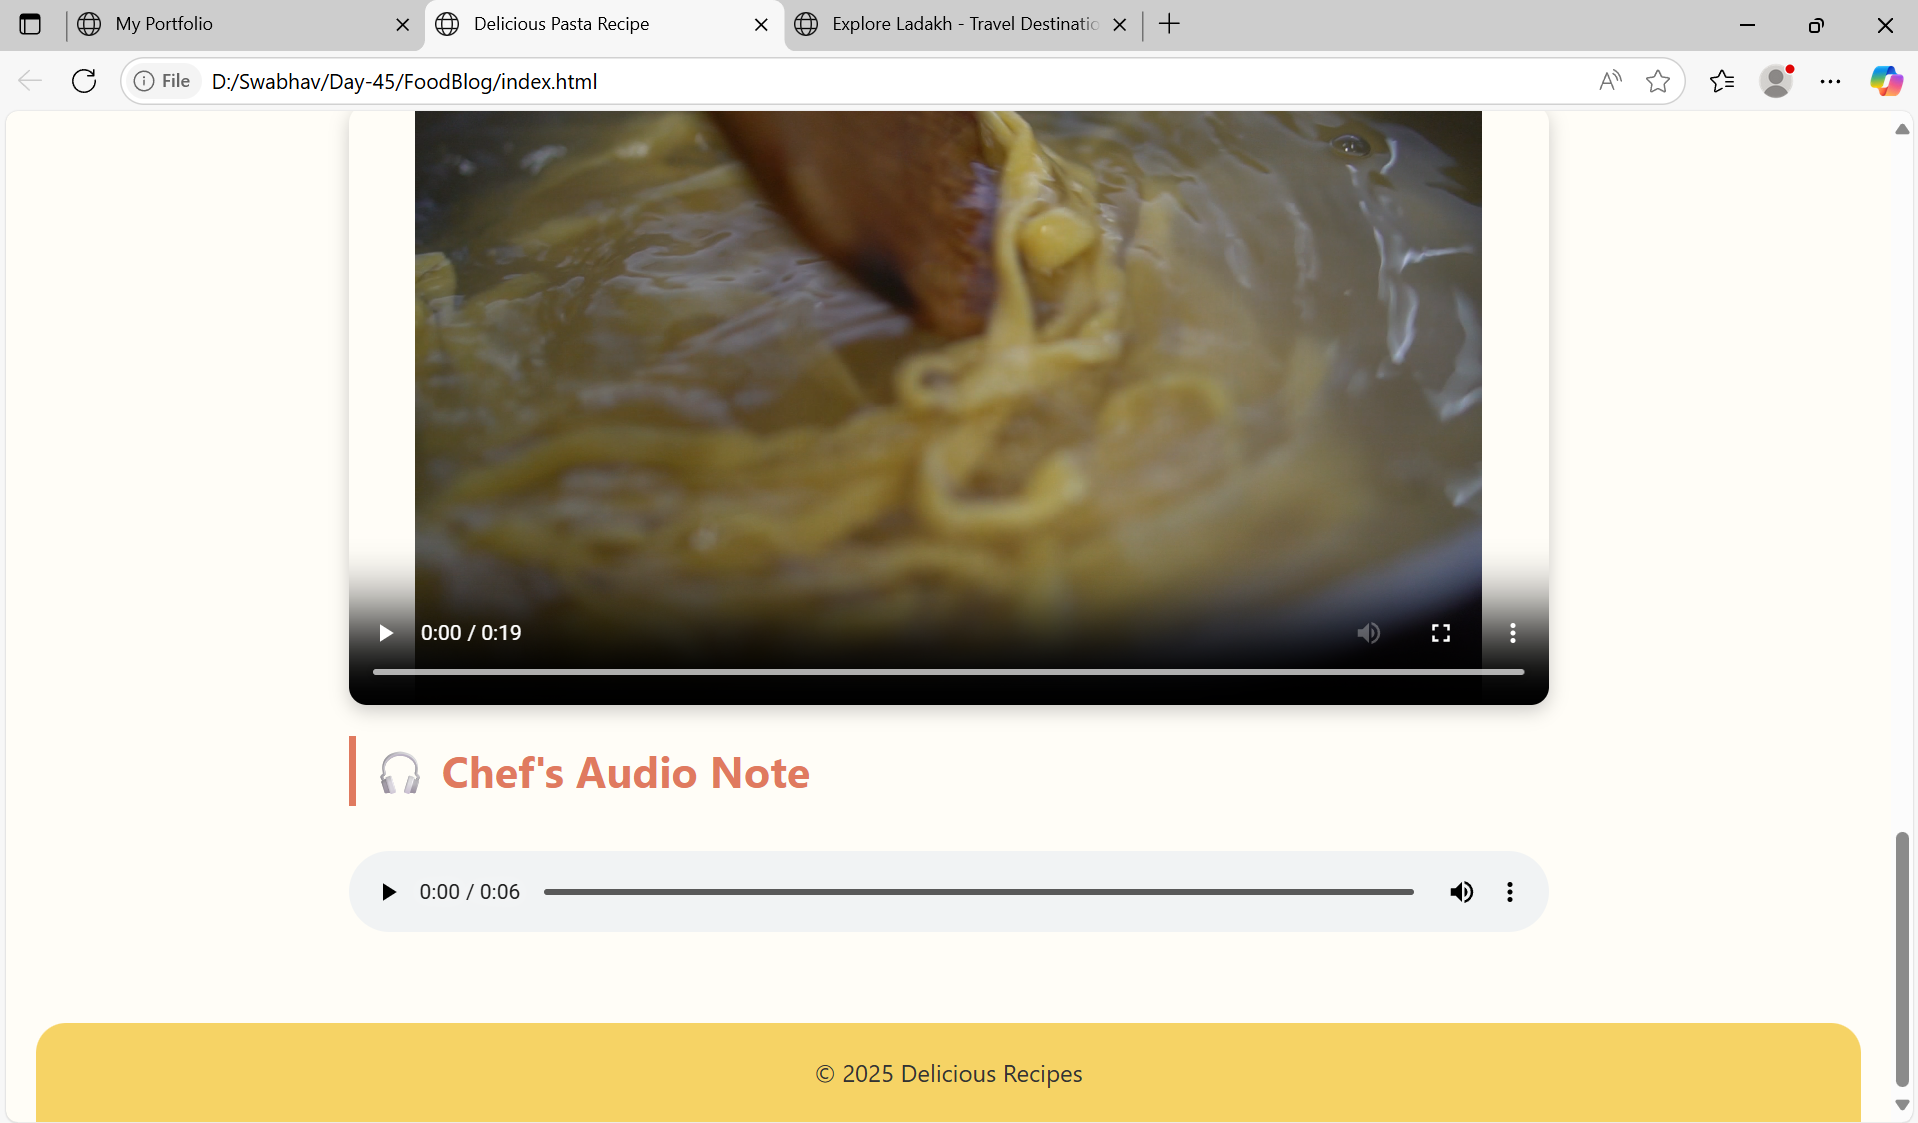 My Portfolio
Delicious Pasta Recipe
Explore Ladakh - Travel Destinatio
File
D:/Swabhav/Day-45/FoodBlog/index.html
0:00 / 0:19
🎧 Chef's Audio Note
0:00 / 0:06
© 2025 Delicious Recipes